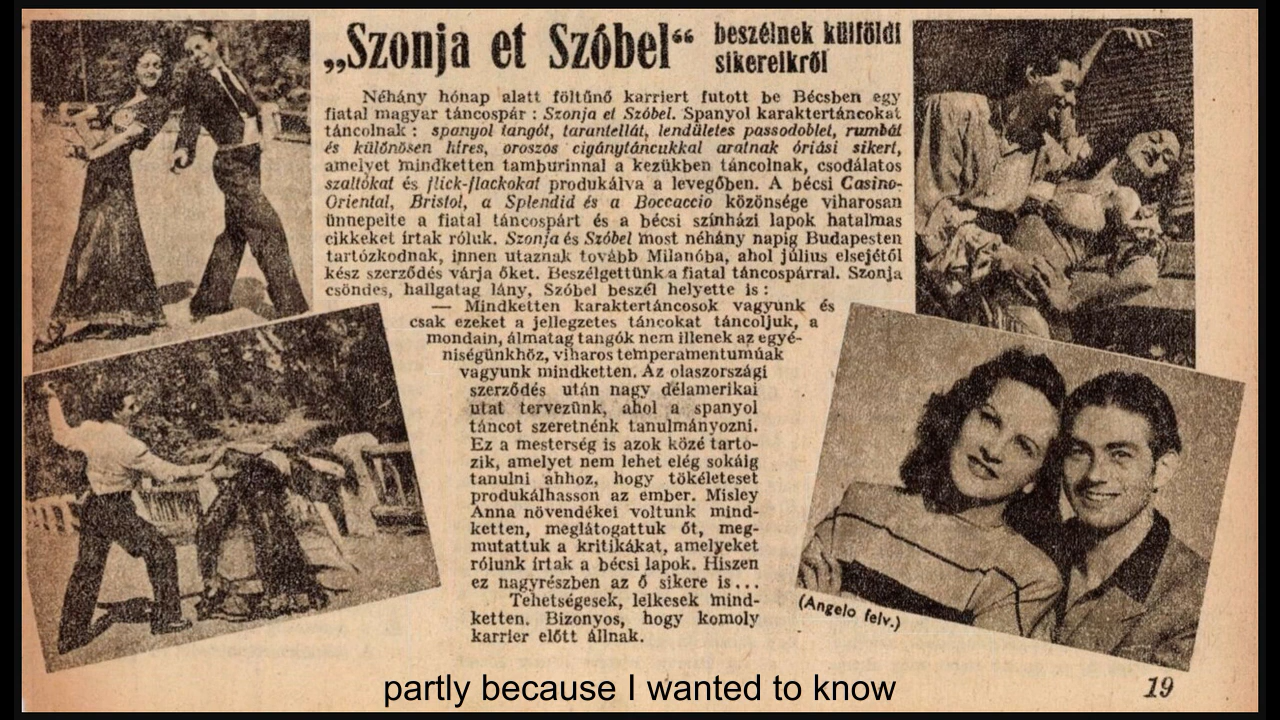 „Szonja et Szóbel“ beszélnek külföldi
sikereikről
Néhány hónap alatt föltűnő karriert futott be Bécsben egy
fiatal magyar táncospár : Szonja et Szóbel. Spanyol karaktertáncokat
táncolnak : spanyol tangót, tarantellát, lendületes passodoblet, rumbát
és különösen híres, oroszos cigánytáncukkal aratnak óriási sikert,
amelyet mindketten tamburinnal a kezükben táncolnak, csodálatos
szaltókat és flick-flackokat produkálva a levegőben. A bécsi Casino-
Oriental, Bristol, a Splendid és a Boccaccio közönsége viharosan
ünnepelte a fiatal táncospárt és a bécsi színházi lapok hatalmas
cikkeket írtak róluk. Szonja és Szóbel most néhány napig Budapesten
tartózkodnak, innen utaznak tovább Milanóba, ahol július elsejétől
kész szerződés várja őket. Beszélgettünk a fiatal táncospárral. Szonja
csöndes, hallgatag lány, Szóbel beszél helyette is :
— Mindketten karaktertáncosok vagyunk és
csak ezeket a jellegzetes táncokat táncoljuk, a
mondain, álmatag tangók nem illenek az egyé-
niségünkhöz, viharos temperamentumúak
vagyunk mindketten. Az olaszországi
szerződés után nagy délamerikai
utat tervezünk, ahol a spanyol
táncot szeretnénk tanulmányozni.
Ez a mesterség is azok közé tarto-
zik, amelyet nem lehet elég sokáig
tanulni ahhoz, hogy tökéleteset
produkálhasson az ember. Misley
Anna növendékei voltunk mind-
ketten, meglátogattuk őt, meg-
mutattuk a kritikákat, amelyeket
rólunk írtak a bécsi lapok. Hiszen
ez nagyrészben az ő sikere is...
Tehetségesek, lelkesek mind-
ketten. Bizonyos, hogy komoly
karrier előtt állnak.
(Angelo felv.)
19
partly because I wanted to know